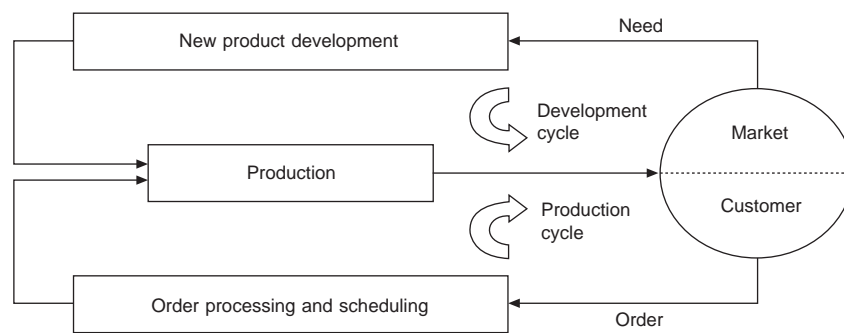 Need
New product development
Development
cycle
Market
Production
Customer
Production
cycle
Order processing and scheduling
Order